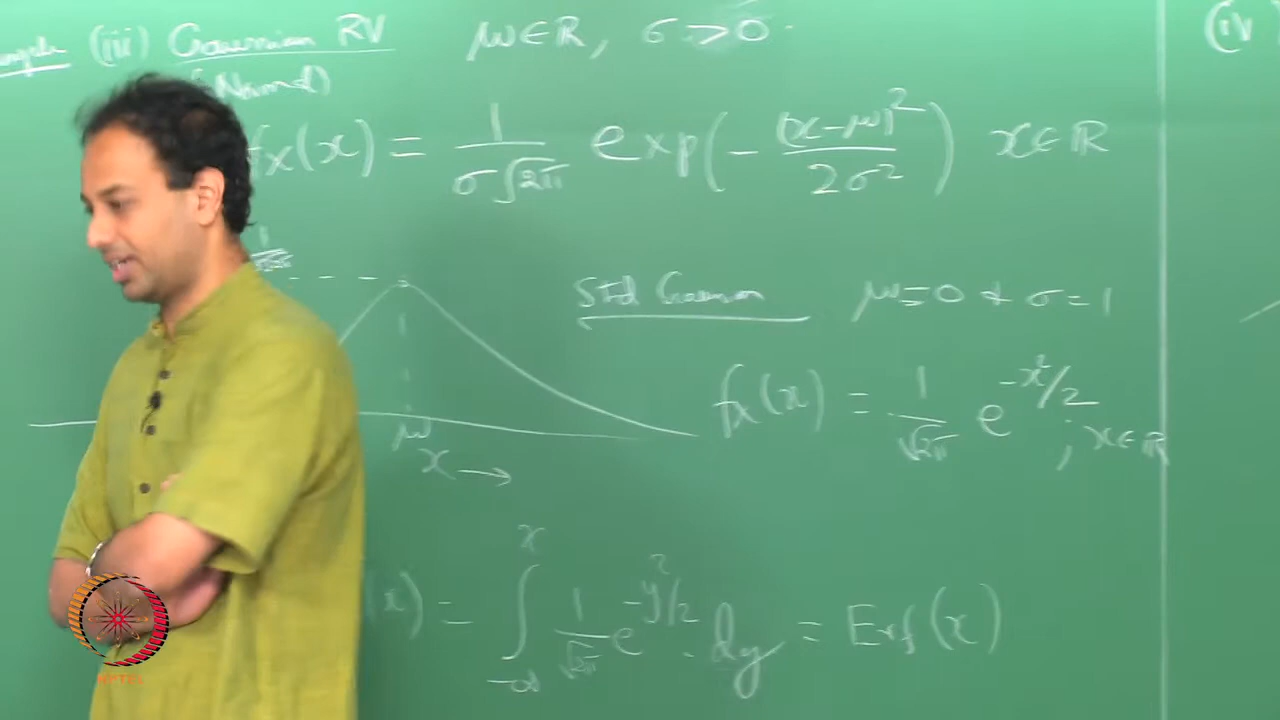 (iii) Gaussian RV μ∈ℝ, σ>0.
(Normal)
fx(x) = 1/(σ√2π) exp(-(x-μ)²/2σ²) x∈ℝ
Std Gaussian μ=0 & σ=1
fx(x) = 1/√2π e^(-x²/2) ; x∈ℝ
μ
x →
(x) = ∫_{-∞}^{x} 1/√2π e^(-y²/2) . dy = Erf(x)
(iv
NPTEL